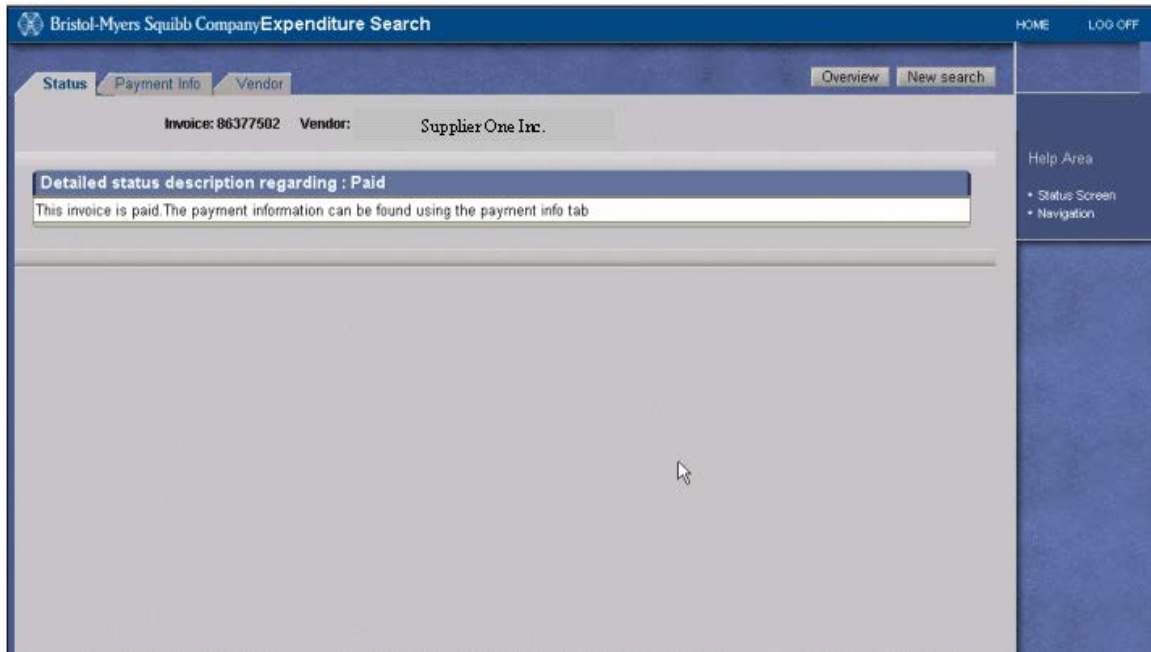 Bristol-Myers Squibb Company Expenditure Search
HOME LOG OFF
Status Payment Info Vendor
Overview New search
Invoice: 86377502 Vendor: Supplier One Inc.
Detailed status description regarding : Paid
This invoice is paid.The payment information can be found using the payment info tab
Help Area
• Status Screen
• Navigation